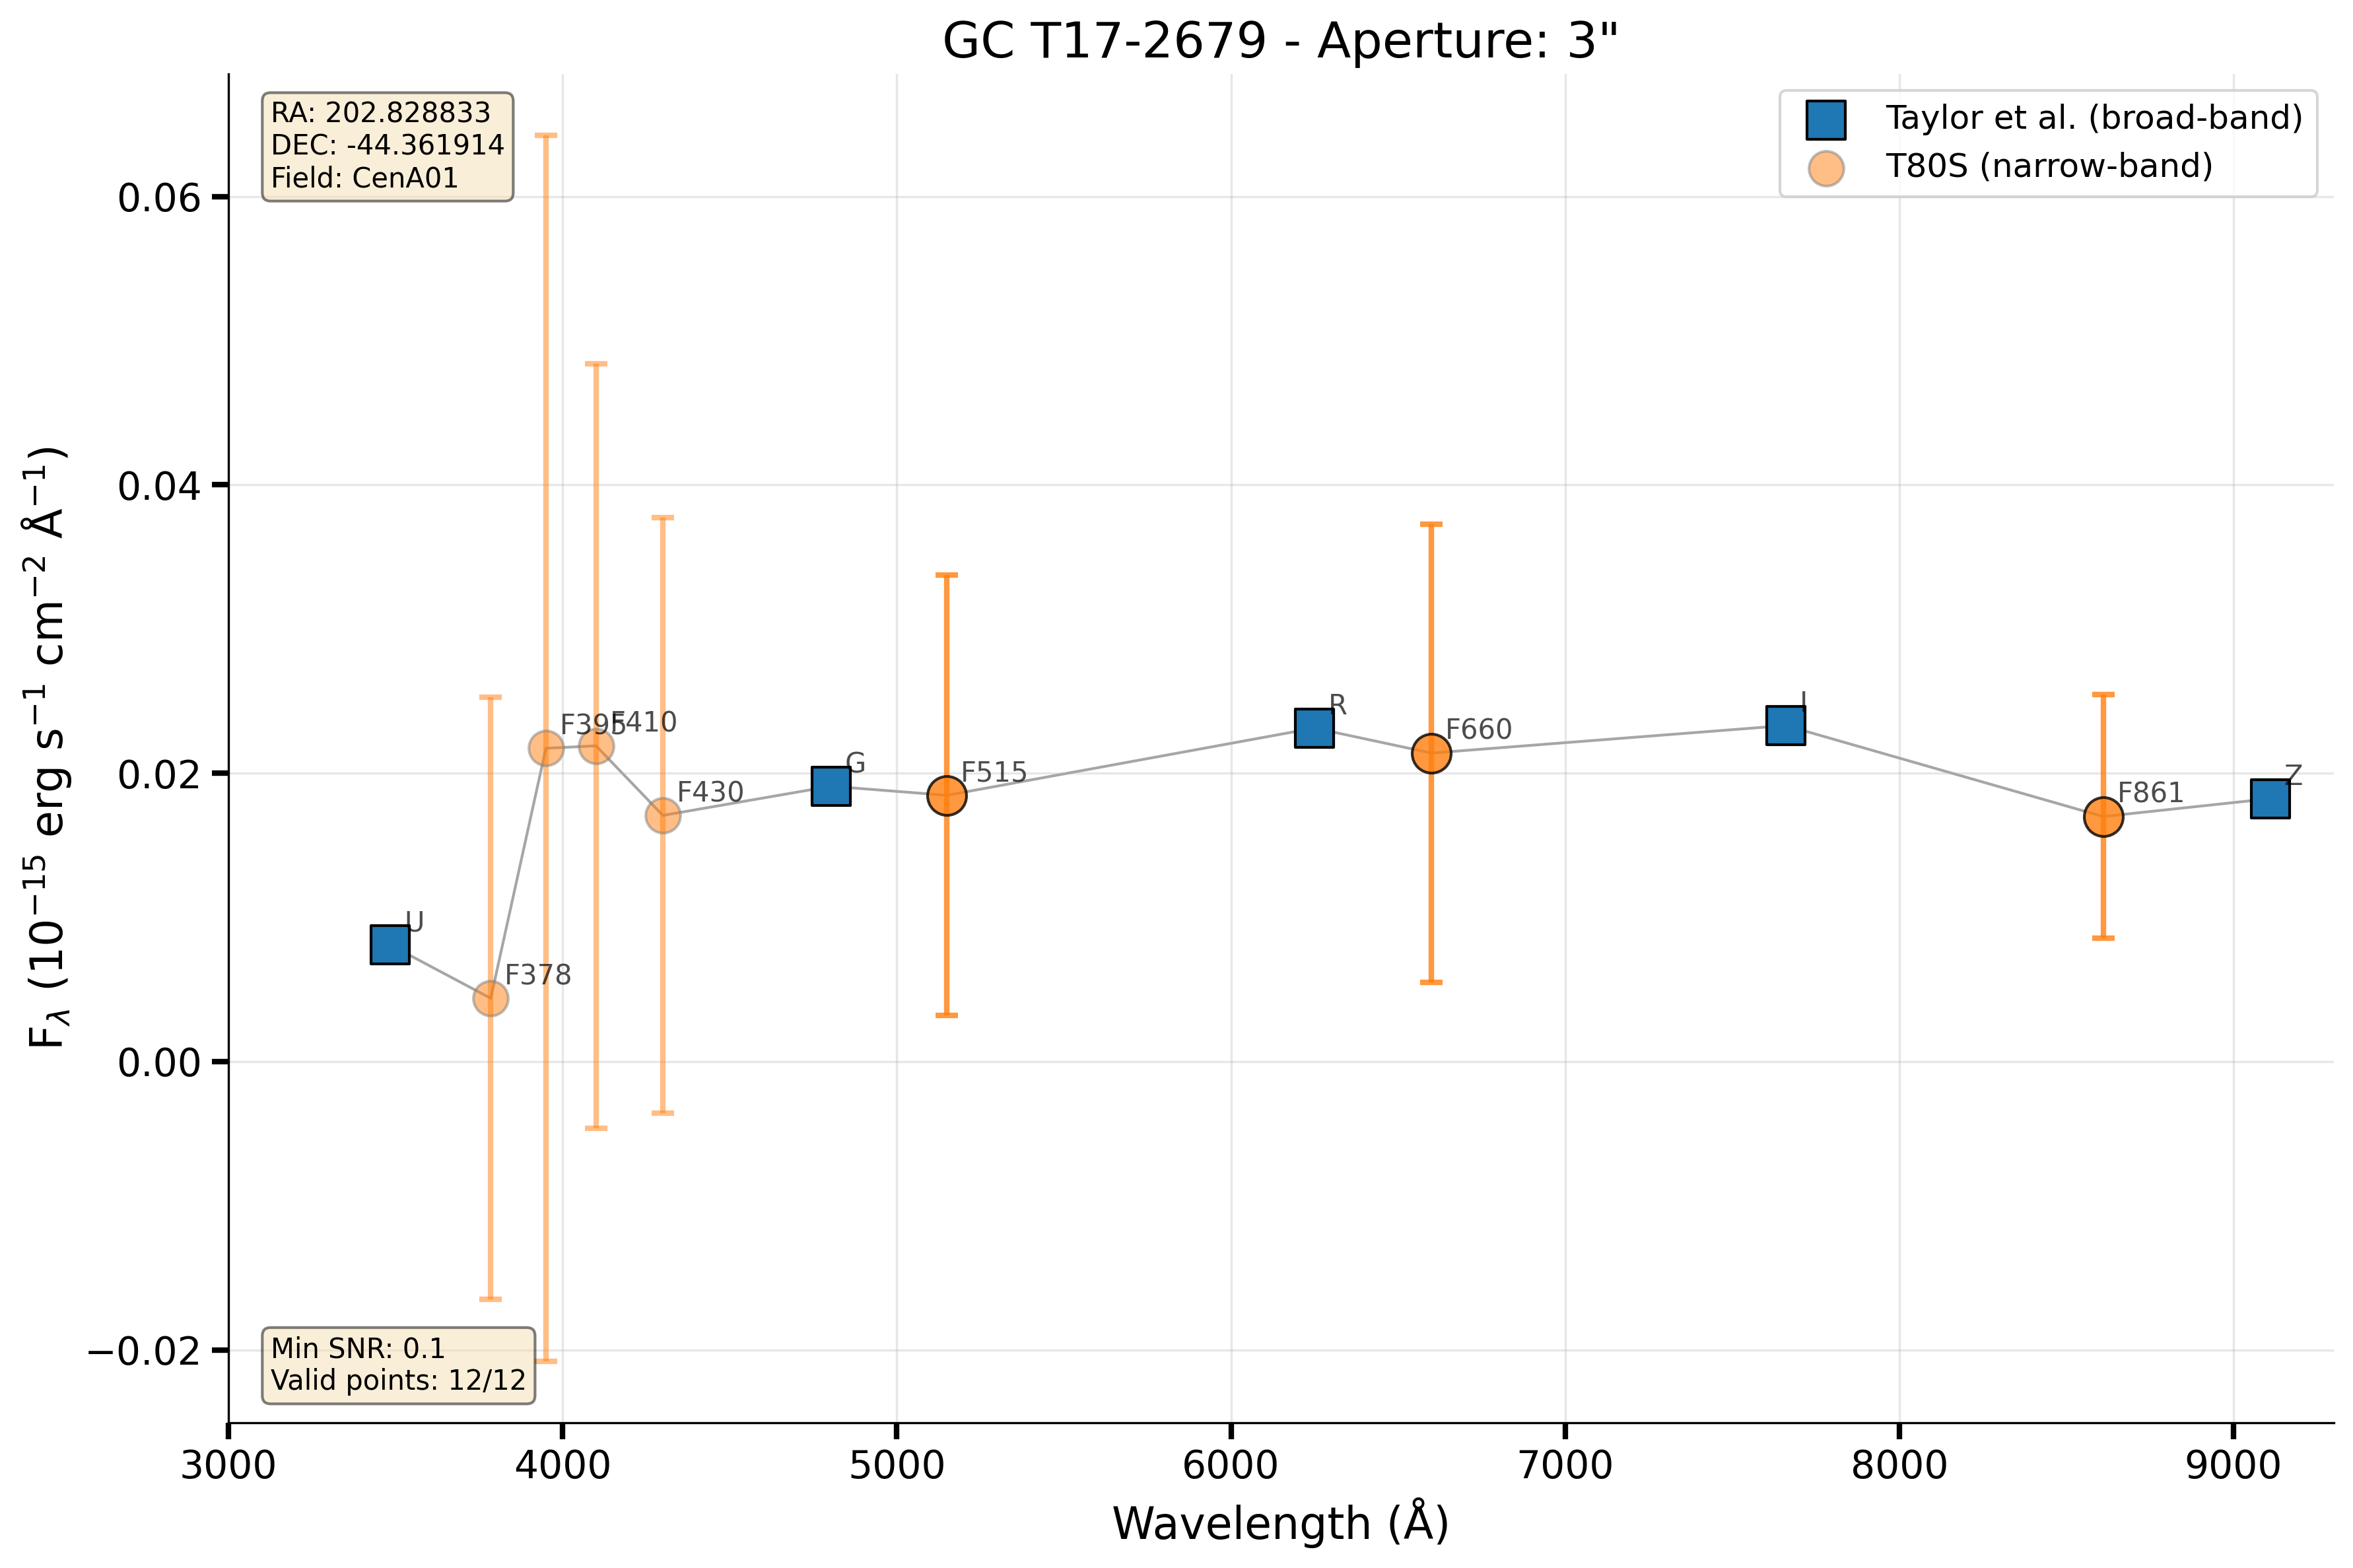 GC T17-2679 - Aperture: 3"
RA: 202.828833
DEC: -44.361914
Field: CenA01
Taylor et al. (broad-band)
T80S (narrow-band)
F_λ (10⁻¹⁵ erg s⁻¹ cm⁻² Å⁻¹)
0.06
0.04
0.02
0.00
−0.02
U
F378
F395
F410
F430
G
F515
R
F660
I
F861
Z
Min SNR: 0.1
Valid points: 12/12
3000 4000 5000 6000 7000 8000 9000
Wavelength (Å)